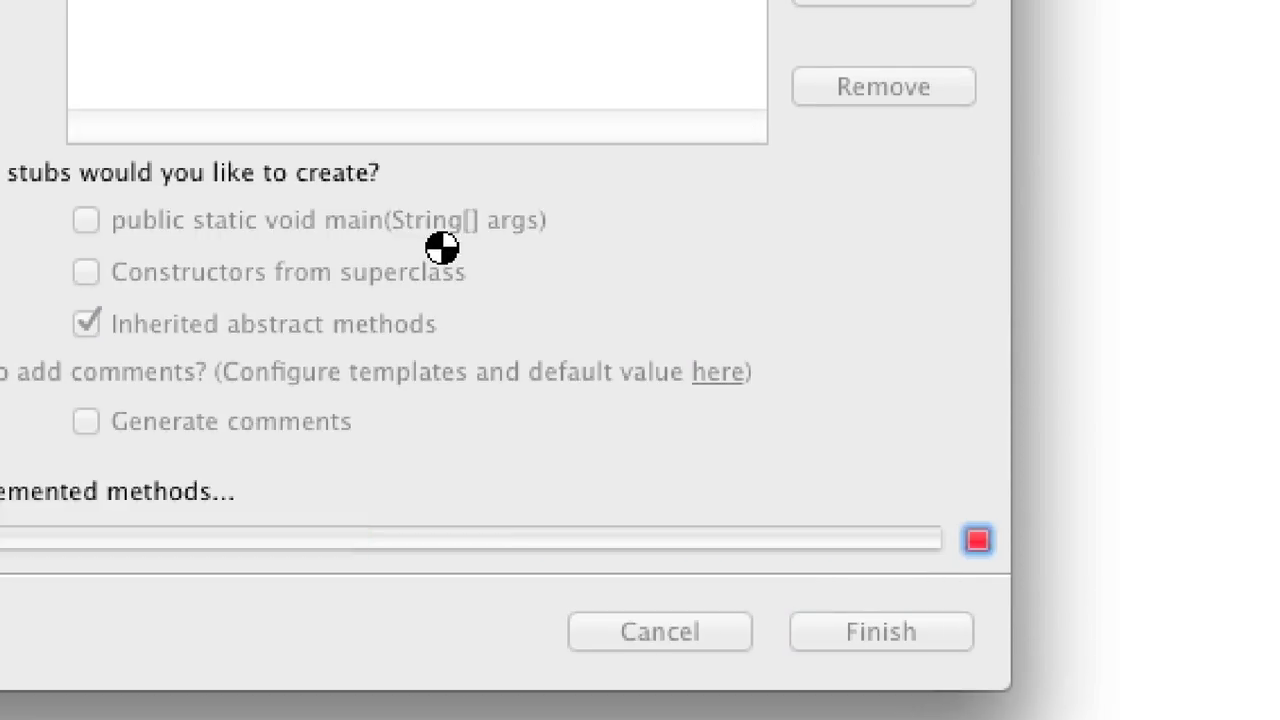 Remove
stubs would you like to create?
public static void main(String[] args)
Constructors from superclass
Inherited abstract methods
add comments? (Configure templates and default value here)
Generate comments
methods...
Cancel
Finish